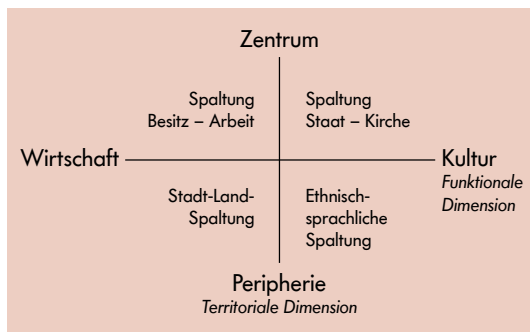 Zentrum
Spaltung
Besitz – Arbeit
Spaltung
Staat – Kirche
Wirtschaft
Kultur
Funktionale
Dimension
Stadt-Land-
Spaltung
Ethnisch-
sprachliche
Spaltung
Peripherie
Territoriale Dimension